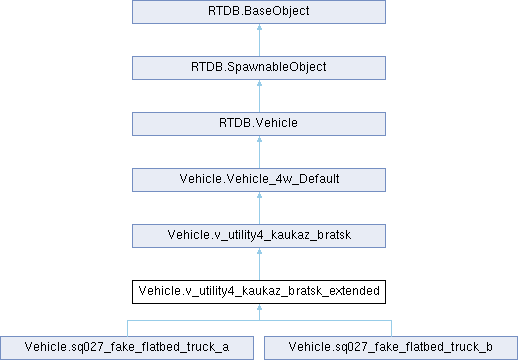 RTDB.BaseObject
RTDB.SpawnableObject
RTDB.Vehicle
Vehicle.Vehicle_4w_Default
Vehicle.v_utility4_kaukaz_bratsk
Vehicle.v_utility4_kaukaz_bratsk_extended
Vehicle.sq027_fake_flatbed_truck_a
Vehicle.sq027_fake_flatbed_truck_b